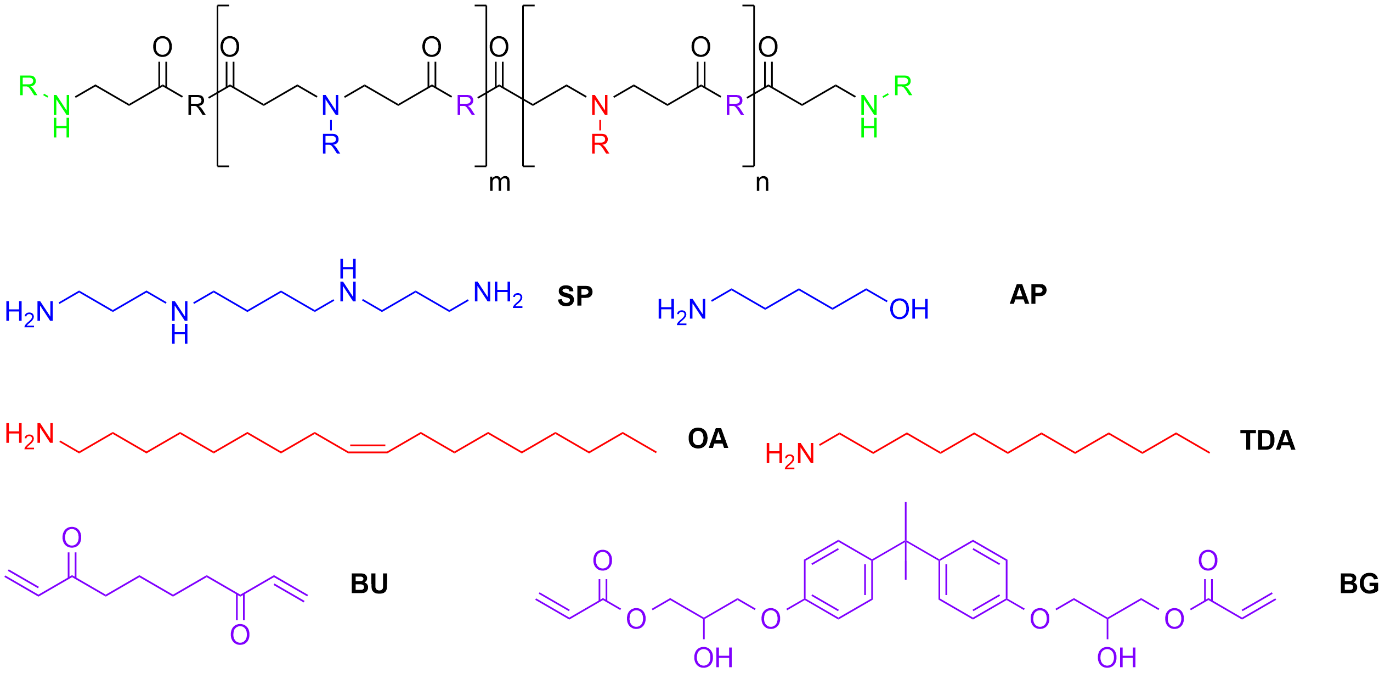 O O O O O O
R N H R N R R m N R R n N H R
H2N N H H N NH2 SP H2N OH AP
H2N OA H2N TDA
O O BU O O OH O O OH O O BG